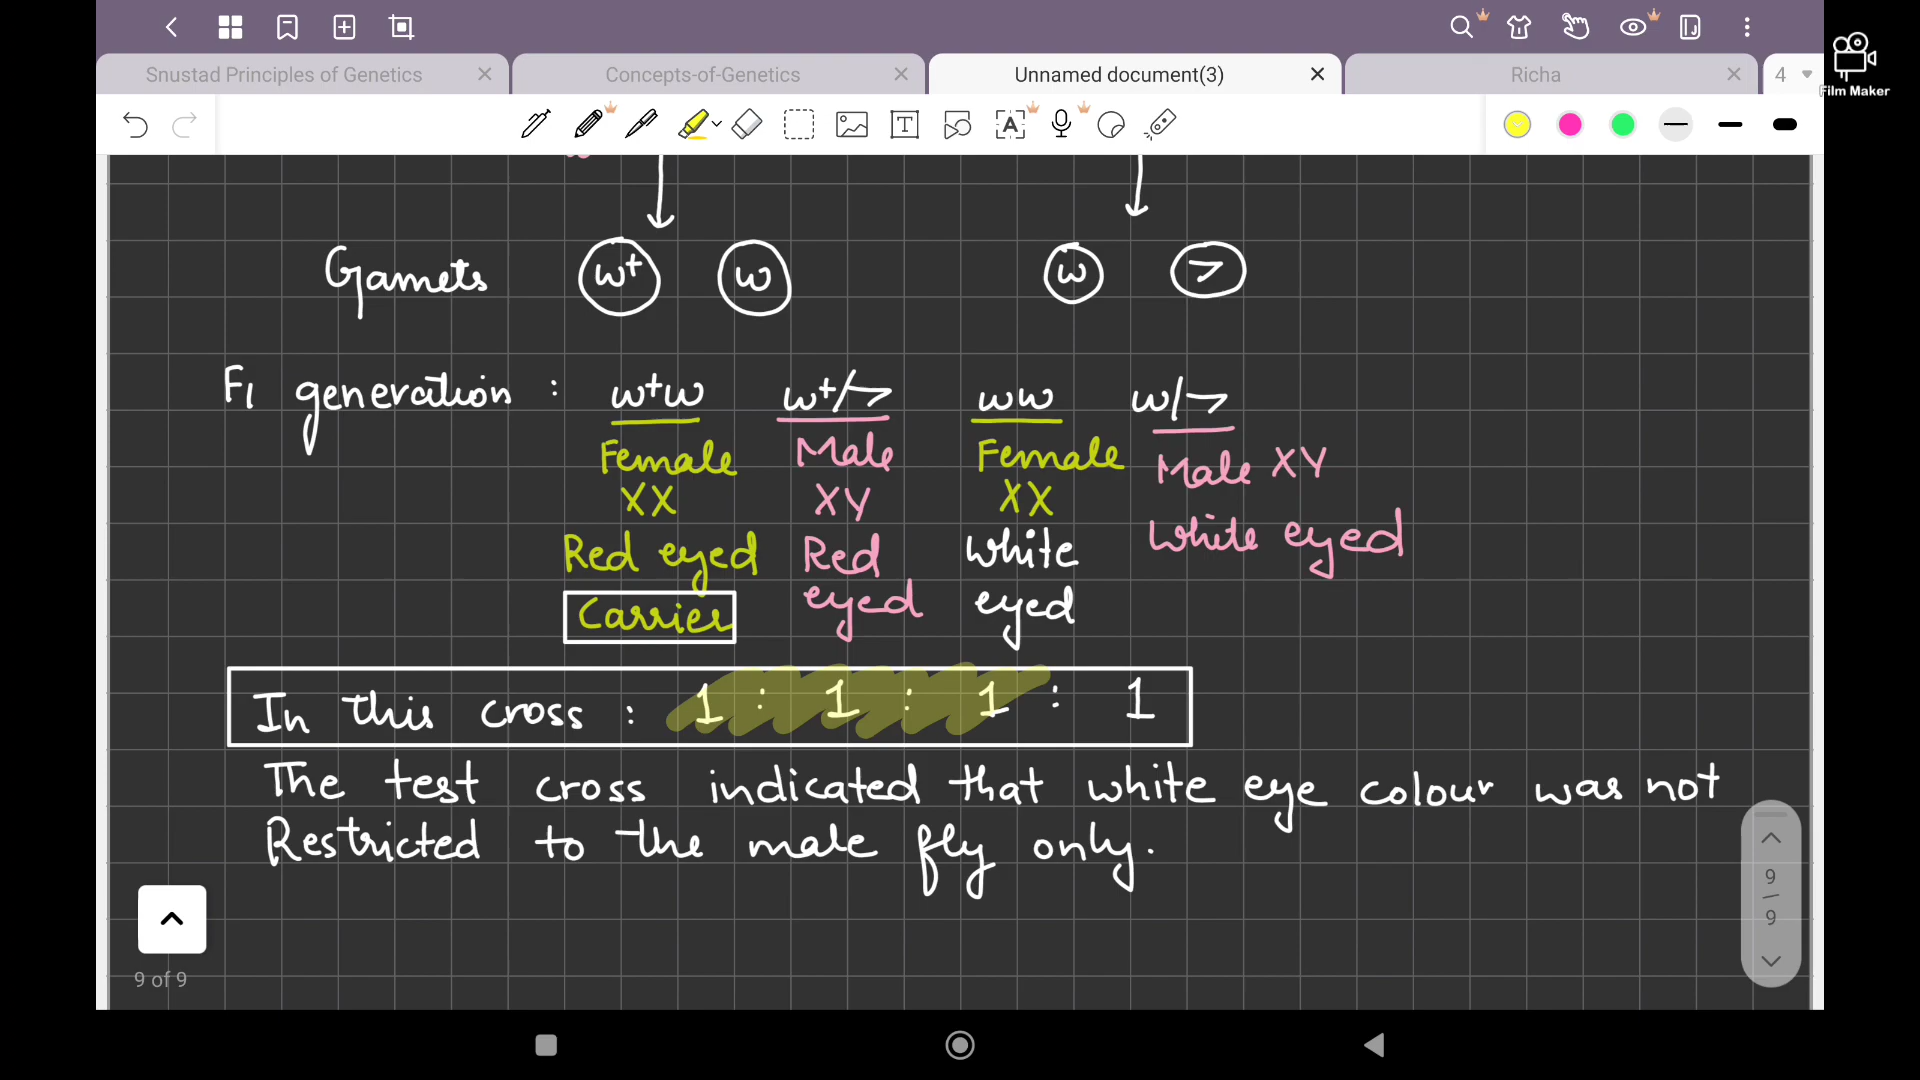 Snustad Principles of Genetics
Concepts-of-Genetics
Unnamed document(3)
Richa
4
Film Maker
Gamets w+ w w
F1 generation : w+w w+/⇁ ww w/⇁
Female Male Female Male XY
XX XY XX
Red eyed Red White White eyed
Carrier eyed eyed
In this cross : 1 : 1 : 1 : 1
The test cross indicated that white eye colour was not
Restricted to the male fly only.
9
9
9 of 9